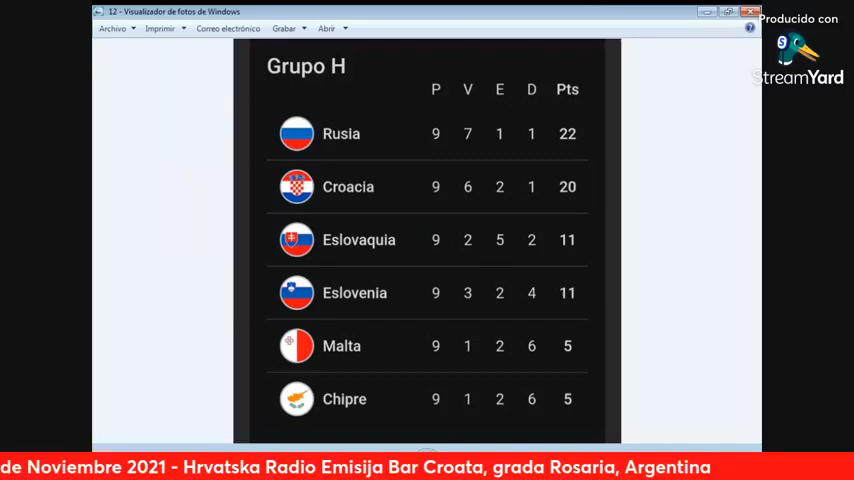 12 - Visualizador de fotos de Windows
Archivo Imprimir Correo electrónico Grabar Abrir
Producido con
S
StreamYard
Grupo H
P V E D Pts
Rusia 9 7 1 1 22
Croacia 9 6 2 1 20
Eslovaquia 9 2 5 2 11
Eslovenia 9 3 2 4 11
Malta 9 1 2 6 5
Chipre 9 1 2 6 5
de Noviembre 2021 - Hrvatska Radio Emisija Bar Croata, grada Rosaria, Argentina